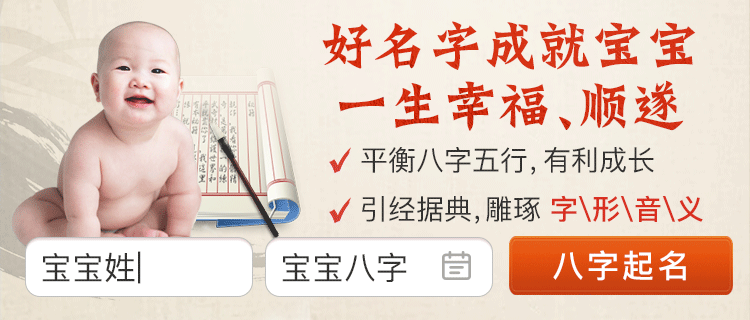 好名字成就宝宝
一生幸福、顺遂
平衡八字五行,有利成长
引经据典,雕琢 字\形\音\义
宝宝姓
宝宝八字
八字起名